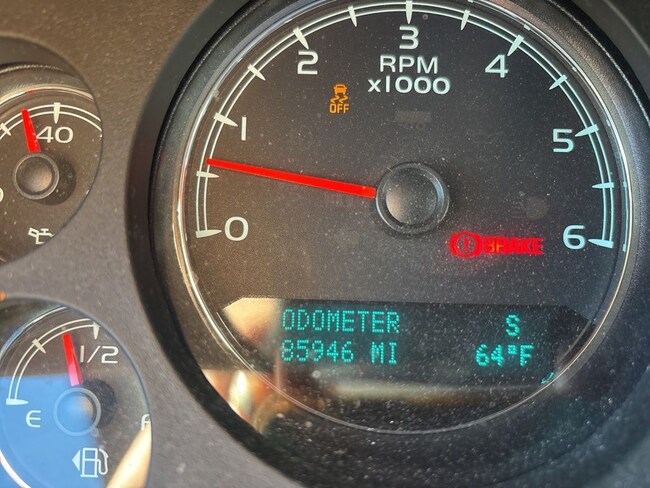 3
2
4
RPM
x1000
OFF
40
1
5
0
6
BRAKE
ODOMETER S
85946 MI 64°F
1/2
E